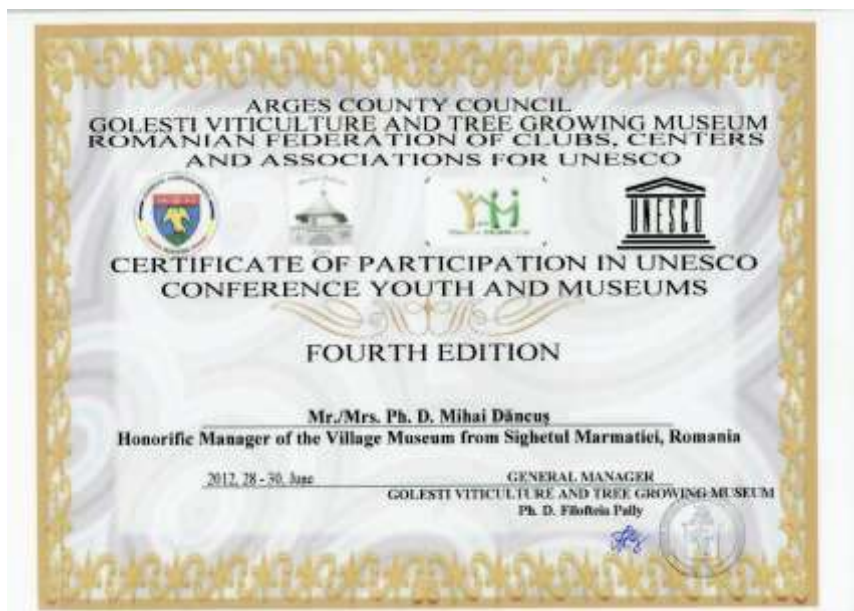 ARGES COUNTY COUNCIL
GOLESTI VITICULTURE AND TREE GROWING MUSEUM
ROMANIAN FEDERATION OF CLUBS, CENTERS
AND ASSOCIATIONS FOR UNESCO
UNESCO
CERTIFICATE OF PARTICIPATION IN UNESCO
CONFERENCE YOUTH AND MUSEUMS
FOURTH EDITION
Mr./Mrs. Ph. D. Mihai Dăncuș
Honorific Manager of the Village Museum from Sighetul Marmatiei, Romania
2012, 28 - 30, June
GENERAL MANAGER
GOLESTI VITICULTURE AND TREE GROWING MUSEUM
Ph. D. Filofteia Pally